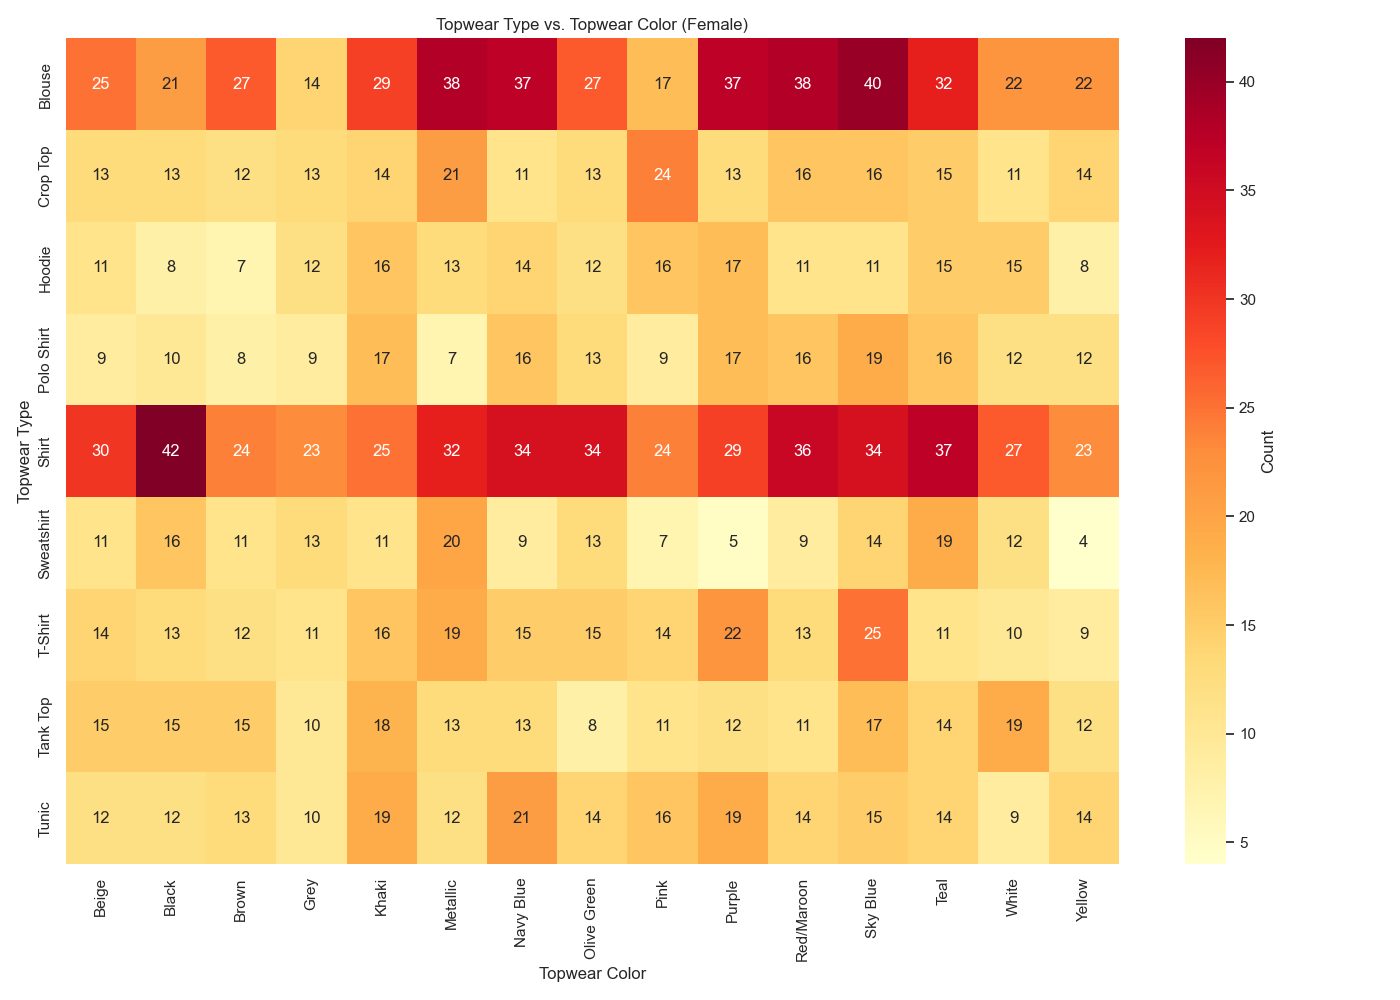 Topwear Type vs. Topwear Color (Female)
Topwear Type
Blouse 25 21 27 14 29 38 37 27 17 37 38 40 32 22 22
Crop Top 13 13 12 13 14 21 11 13 24 13 16 16 15 11 14
Hoodie 11 8 7 12 16 13 14 12 16 17 11 11 15 15 8
Polo Shirt 9 10 8 9 17 7 16 13 9 17 16 19 16 12 12
Shirt 30 42 24 23 25 32 34 34 24 29 36 34 37 27 23
Sweatshirt 11 16 11 13 11 20 9 13 7 5 9 14 19 12 4
T-Shirt 14 13 12 11 16 19 15 15 14 22 13 25 11 10 9
Tank Top 15 15 15 10 18 13 13 8 11 12 11 17 14 19 12
Tunic 12 12 13 10 19 12 21 14 16 19 14 15 14 9 14
Beige Black Brown Grey Khaki Metallic Navy Blue Olive Green Pink Purple Red/Maroon Sky Blue Teal White Yellow
Topwear Color
40
35
30
25
20
15
10
5
Count